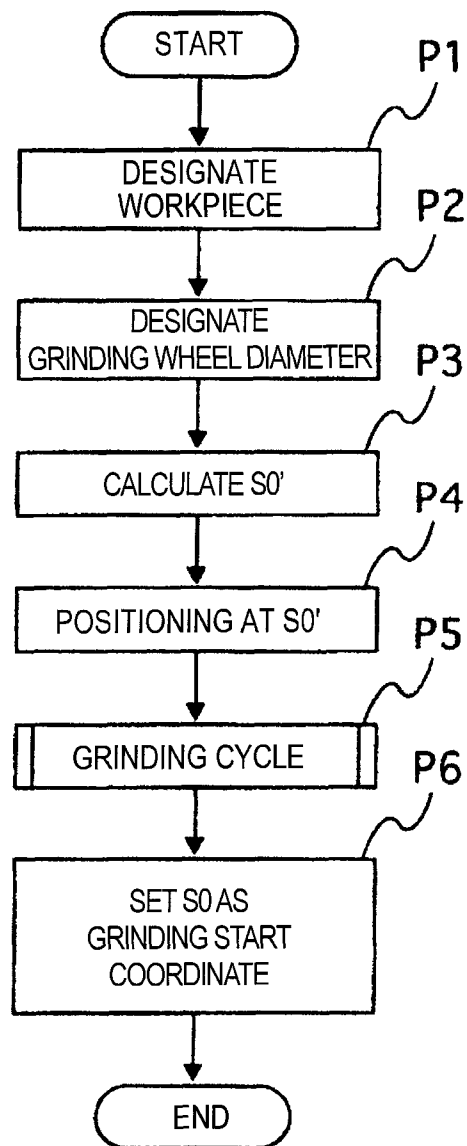 START
P1
DESIGNATE
WORKPIECE
P2
DESIGNATE
GRINDING WHEEL DIAMETER
P3
CALCULATE S0'
P4
POSITIONING AT S0'
P5
GRINDING CYCLE
P6
SET S0 AS
GRINDING START
COORDINATE
END